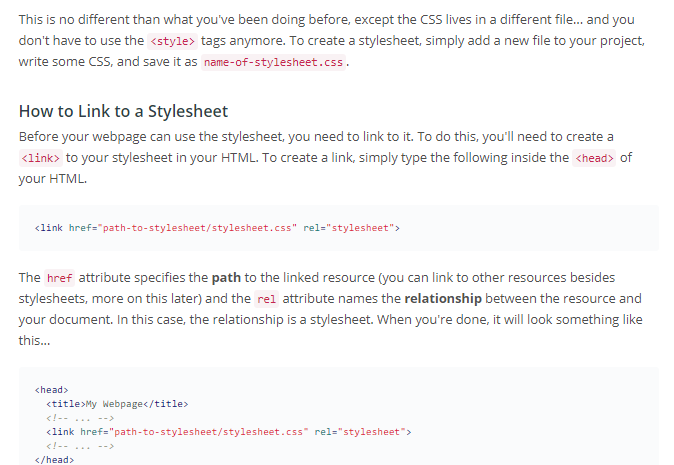 This is no different than what you've been doing before, except the CSS lives in a different file... and you
don't have to use the <style> tags anymore. To create a stylesheet, simply add a new file to your project,
write some CSS, and save it as name-of-stylesheet.css.
How to Link to a Stylesheet
Before your webpage can use the stylesheet, you need to link to it. To do this, you'll need to create a
<link> to your stylesheet in your HTML. To create a link, simply type the following inside the <head> of
your HTML.
<link href="path-to-stylesheet/stylesheet.css" rel="stylesheet">
The href attribute specifies the path to the linked resource (you can link to other resources besides
stylesheets, more on this later) and the rel attribute names the relationship between the resource and
your document. In this case, the relationship is a stylesheet. When you're done, it will look something like
this...
<head>
<title>My Webpage</title>
<!-- ... -->
<link href="path-to-stylesheet/stylesheet.css" rel="stylesheet">
<!-- ... -->
</head>